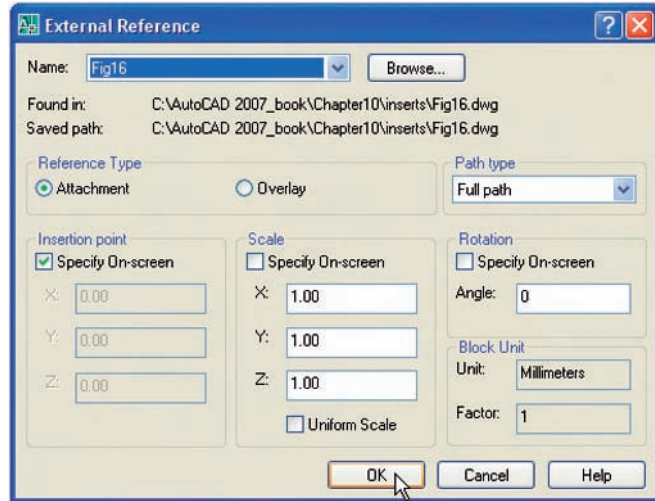 External Reference
Name: Fig16 Browse...
Found in: C:\AutoCAD 2007_book\Chapter10\inserts\Fig16.dwg
Saved path: C:\AutoCAD 2007_book\Chapter10\inserts\Fig16.dwg
Reference Type
Attachment Overlay
Path type
Full path
Insertion point
Specify On-screen
X: 0.00
Y: 0.00
Z: 0.00
Scale
Specify On-screen
X: 1.00
Y: 1.00
Z: 1.00
Uniform Scale
Rotation
Specify On-screen
Angle: 0
Block Unit
Unit: Millimeters
Factor: 1
OK Cancel Help